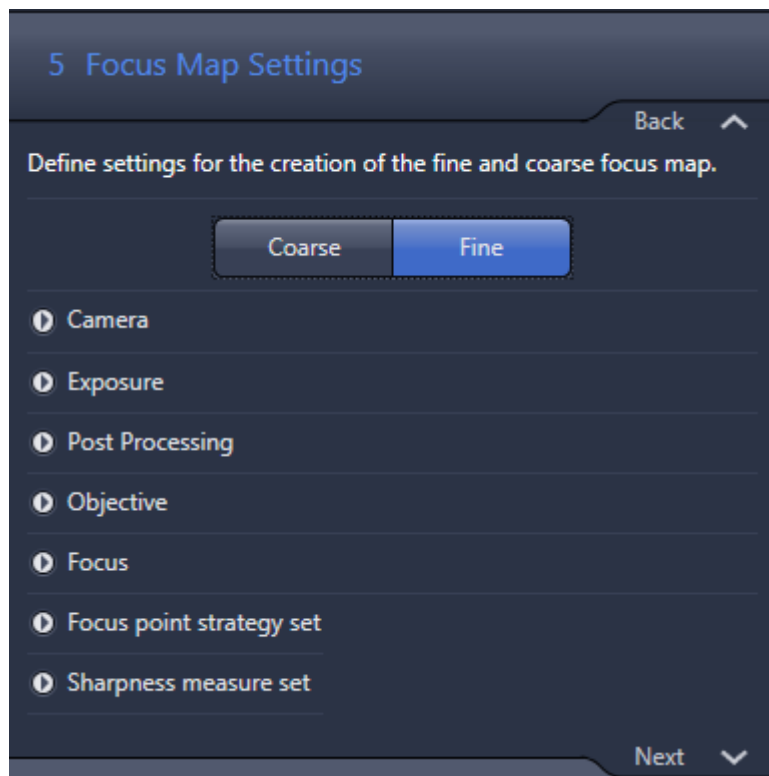 5 Focus Map Settings
Back
Define settings for the creation of the fine and coarse focus map.
Coarse Fine
Camera
Exposure
Post Processing
Objective
Focus
Focus point strategy set
Sharpness measure set
Next